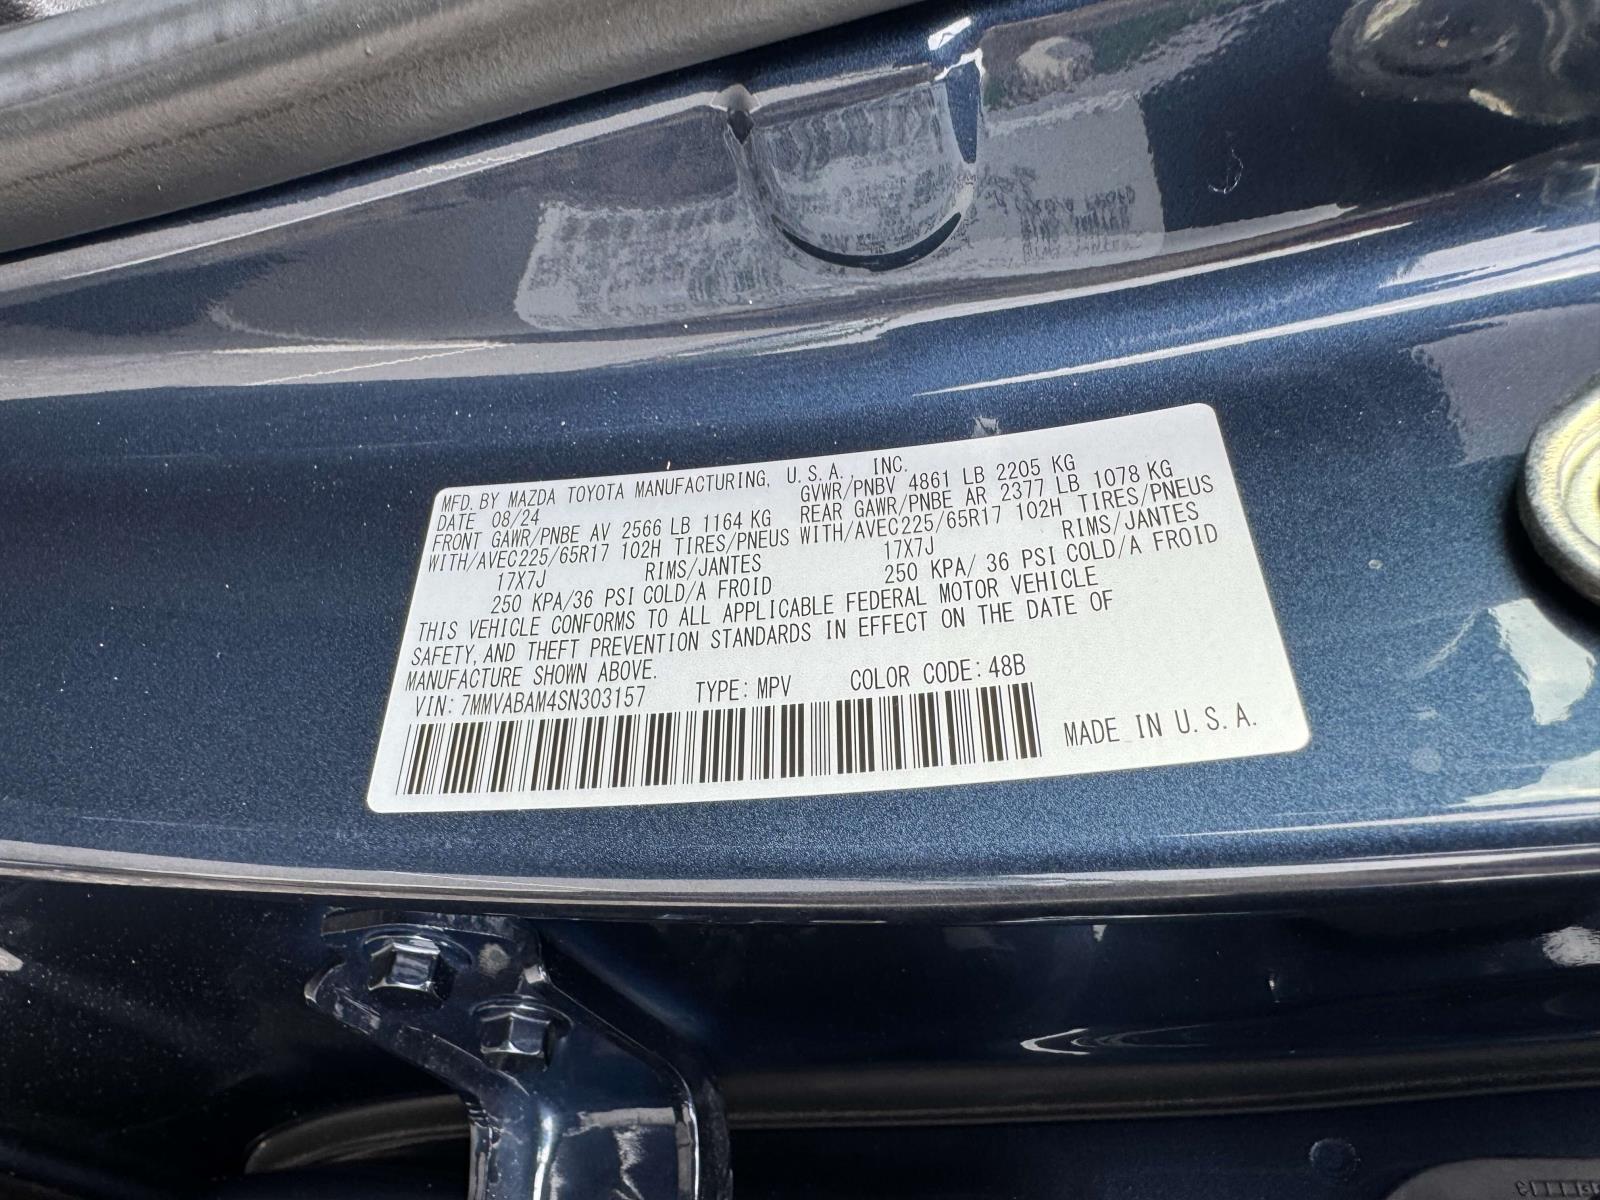 MFD. BY MAZDA TOYOTA MANUFACTURING, U.S.A., INC.
DATE 08/24 GVWR/PNBV 4861 LB 2205 KG
FRONT GAWR/PNBE AV 2566 LB 1164 KG REAR GAWR/PNBE AR 2377 LB 1078 KG
WITH/AVEC225/65R17 102H TIRES/PNEUS WITH/AVEC225/65R17 102H TIRES/PNEUS
17X7J RIMS/JANTES 17X7J RIMS/JANTES
250 KPA/36 PSI COLD/A FROID 250 KPA/ 36 PSI COLD/A FROID
THIS VEHICLE CONFORMS TO ALL APPLICABLE FEDERAL MOTOR VEHICLE
SAFETY, AND THEFT PREVENTION STANDARDS IN EFFECT ON THE DATE OF
MANUFACTURE SHOWN ABOVE.
VIN: 7MMVABAM4SN303157 TYPE: MPV COLOR CODE: 48B
MADE IN U.S.A.